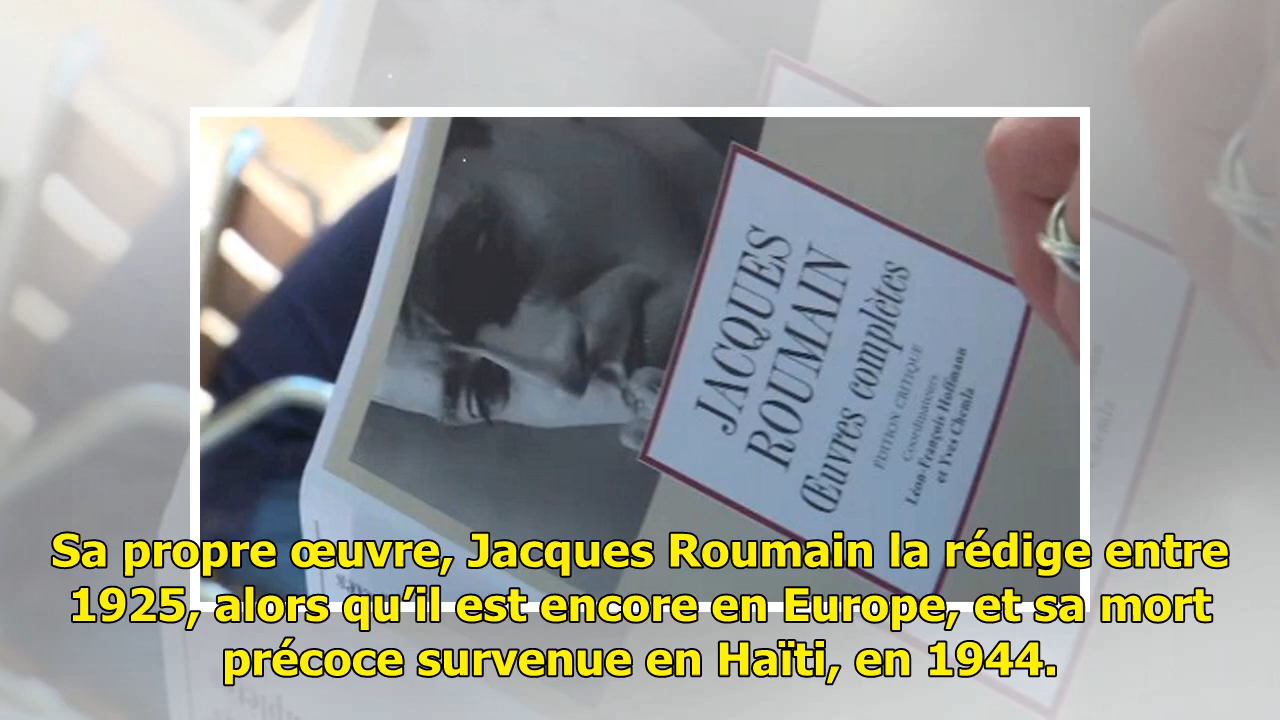 JACQUES
ROUMAIN
Œuvres complètes
ÉDITION CRITIQUE
Coordinateurs
Léon-François Hoffmann
et Yves Chemla
Sa propre œuvre, Jacques Roumain la rédige entre
1925, alors qu’il est encore en Europe, et sa mort
précoce survenue en Haïti, en 1944.